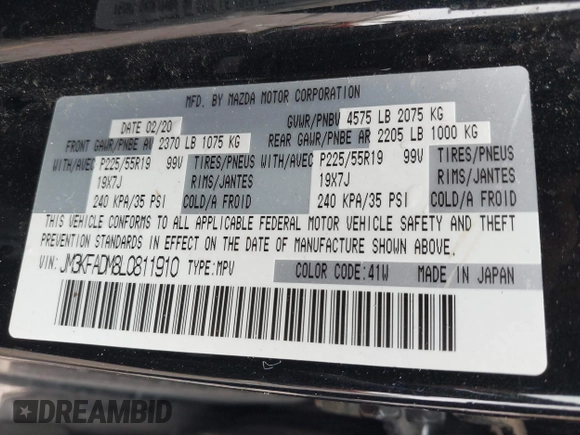 MFD. BY MAZDA MOTOR CORPORATION
DATE 02/20 GVWR/PNBV 4575 LB 2075 KG
FRONT GAWR/PNBE AV 2370 LB 1075 KG REAR GAWR/PNBE AR 2205 LB 1000 KG
WITH/AVEC P225/55R19 99V TIRES/PNEU WITH/AVEC P225/55R19 99V TIRES/PNEU
19X7J RIMS/JANTES 19X7J RIMS/JANTES
240 KPA/35 PSI COLD/A FROID 240 KPA/35 PSI COLD/A FROID
THIS VEHICLE CONFORMS TO ALL APPLICABLE FEDERAL MOTOR VEHICLE SAFETY AND THEFT
PREVENTION STANDARDS IN EFFECT ON THE DATE OF MANUFACTURE SHOWN ABOVE.
VIN: JM3KFADM8L0811910 TYPE:MPV COLOR CODE:41W MADE IN JAPAN
DREAMBID